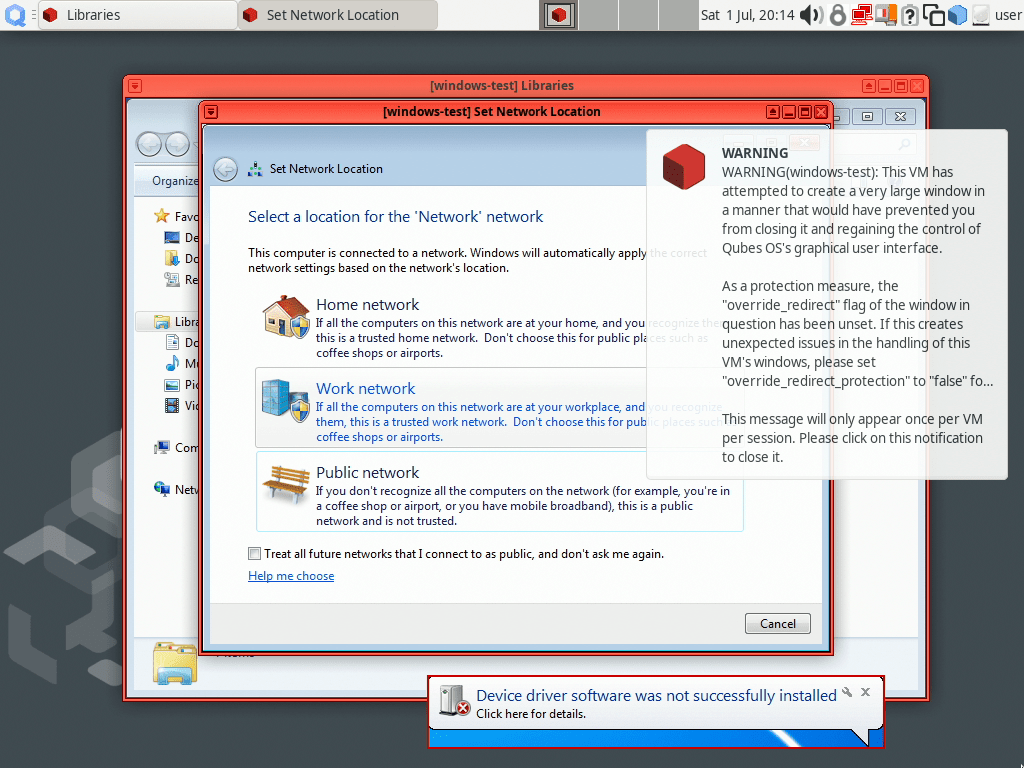 Libraries
Set Network Location
Sat 1 Jul, 20:14
user
[windows-test] Libraries
[windows-test] Set Network Location
Organize
Set Network Location
Select a location for the 'Network' network
This computer is connected to a network. Windows will automatically apply the correct
network settings based on the network's location.
Home network
If all the computers on this network are at your home, and you recognize them,
this is a trusted home network. Don't choose this for public places such as
coffee shops or airports.
Work network
If all the computers on this network are at your workplace, and you recognize
them, this is a trusted work network. Don't choose this for public places such as
coffee shops or airports.
Public network
If you don't recognize all the computers on the network (for example, you're in
a coffee shop or airport, or you have mobile broadband), this is a public
network and is not trusted.
Treat all future networks that I connect to as public, and don't ask me again.
Help me choose
Cancel
Favo
De
Do
Re
Libra
Do
Mu
Pic
Vid
Com
Netw
WARNING
WARNING(windows-test): This VM has
attempted to create a very large window in
a manner that would have prevented you
from closing it and regaining the control of
Qubes OS's graphical user interface.
As a protection measure, the
"override_redirect" flag of the window in
question has been unset. If this creates
unexpected issues in the handling of this
VM's windows, please set
"override_redirect_protection" to "false" fo...
This message will only appear once per VM
per session. Please click on this notification
to close it.
Device driver software was not successfully installed
Click here for details.